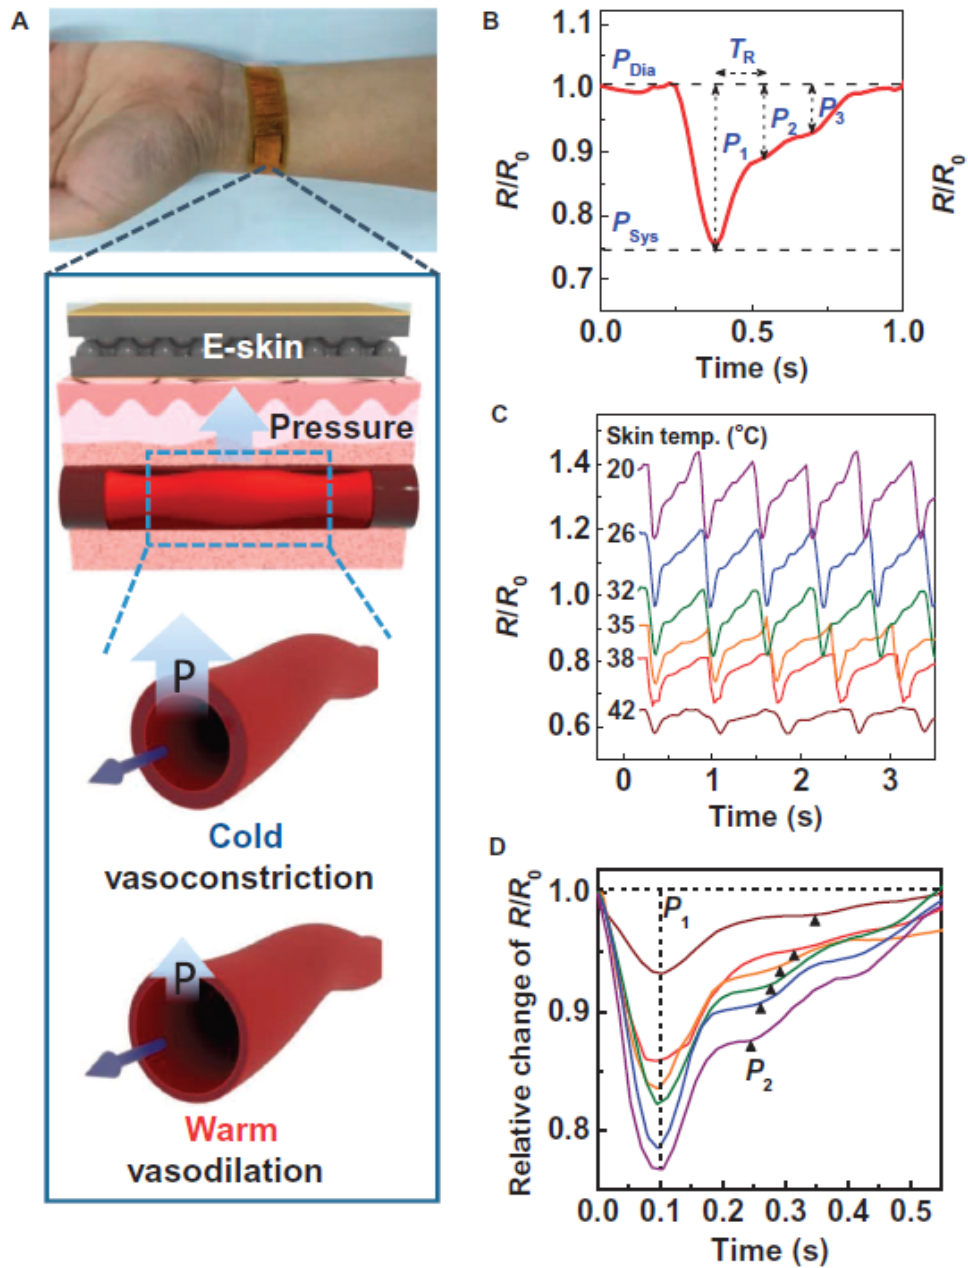 A
E-skin
Pressure
P
Cold
vasoconstriction
P
Warm
vasodilation
B
R/R0
1.1
1.0
0.9
0.8
0.7
PDia
TR
P1
P2
P3
PSys
0.0 0.5 1.0
Time (s)
R/R0
C
Skin temp. (°C)
R/R0
1.4
1.2
1.0
0.8
0.6
20
26
32
35
38
42
0 1 2 3
Time (s)
D
Relative change of R/R0
1.0
0.9
0.8
P1
P2
0.0 0.1 0.2 0.3 0.4 0.5
Time (s)